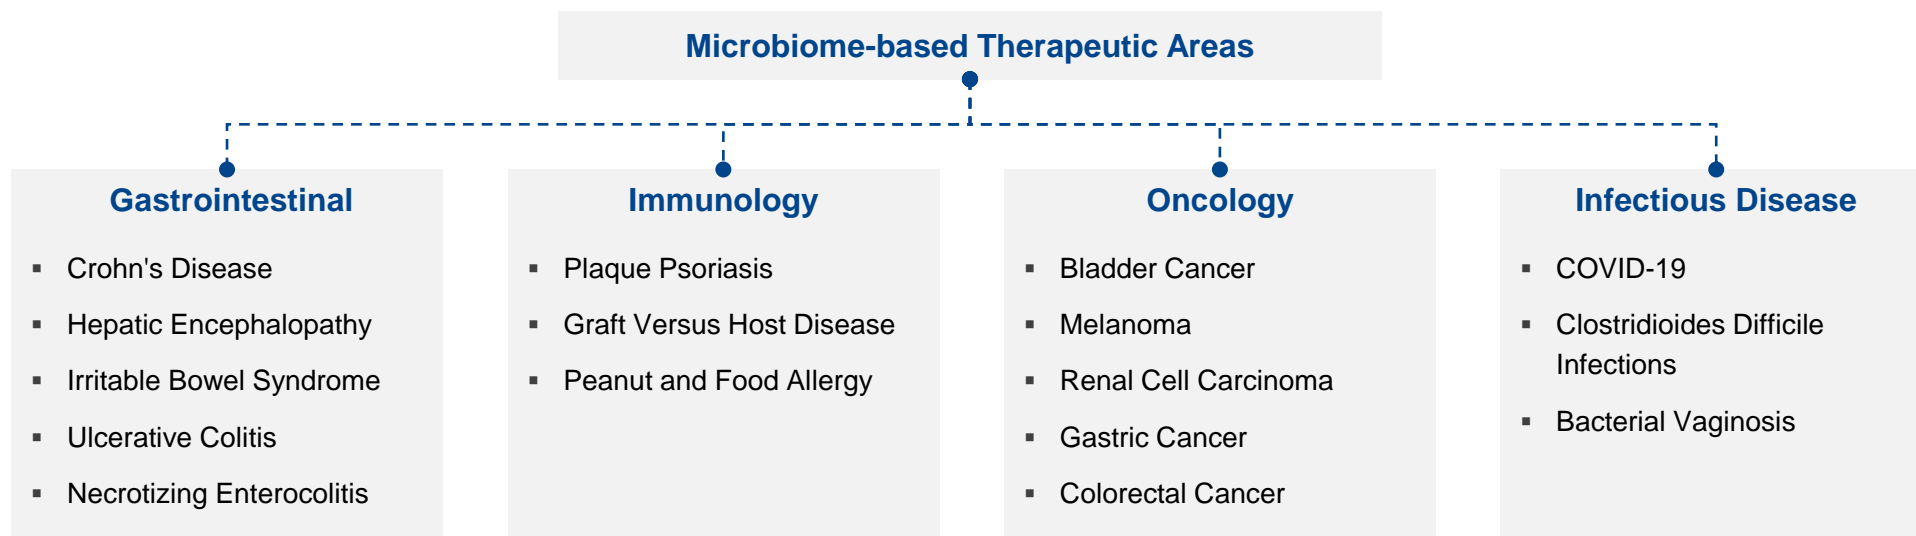 Microbiome-based Therapeutic Areas
Gastrointestinal
▪ Crohn's Disease
▪ Hepatic Encephalopathy
▪ Irritable Bowel Syndrome
▪ Ulcerative Colitis
▪ Necrotizing Enterocolitis
Immunology
▪ Plaque Psoriasis
▪ Graft Versus Host Disease
▪ Peanut and Food Allergy
Oncology
▪ Bladder Cancer
▪ Melanoma
▪ Renal Cell Carcinoma
▪ Gastric Cancer
▪ Colorectal Cancer
Infectious Disease
▪ COVID-19
▪ Clostridioides Difficile
Infections
▪ Bacterial Vaginosis